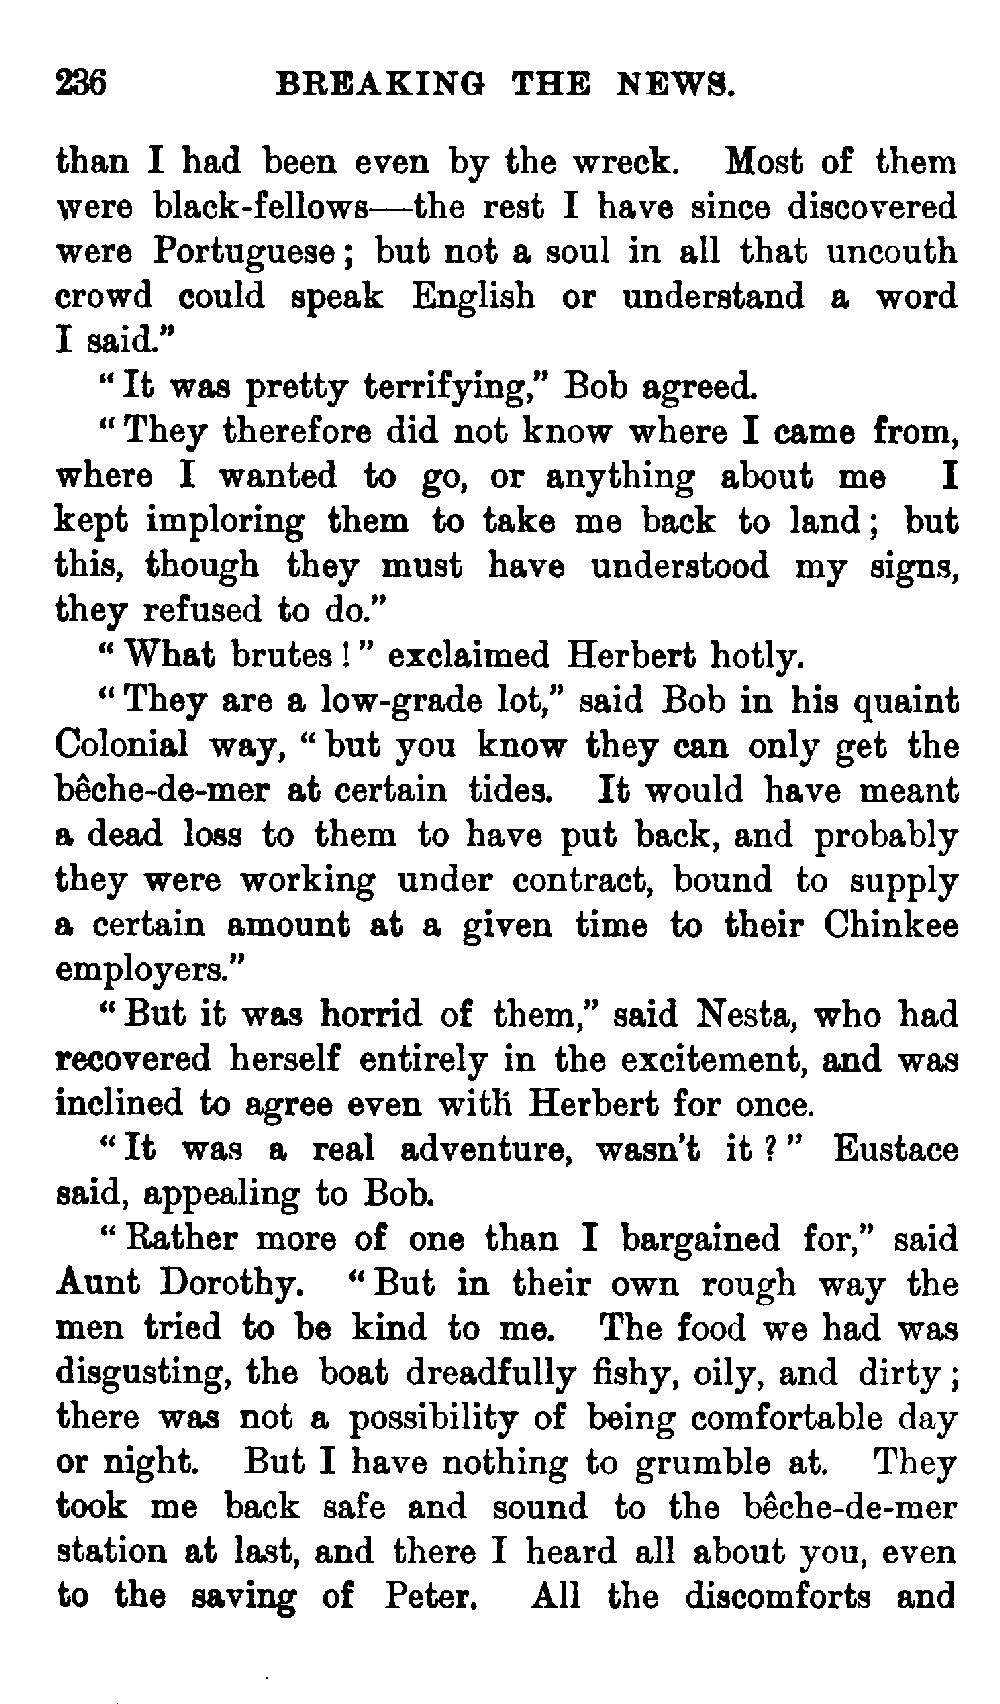 236 BREAKING THE NEWS.
than I had been even by the wreck. Most of them
were black-fellows—the rest I have since discovered
were Portuguese; but not a soul in all that uncouth
crowd could speak English or understand a word
I said."
"It was pretty terrifying," Bob agreed.
"They therefore did not know where I came from,
where I wanted to go, or anything about me I
kept imploring them to take me back to land; but
this, though they must have understood my signs,
they refused to do."
"What brutes!" exclaimed Herbert hotly.
"They are a low-grade lot," said Bob in his quaint
Colonial way, "but you know they can only get the
bêche-de-mer at certain tides. It would have meant
a dead loss to them to have put back, and probably
they were working under contract, bound to supply
a certain amount at a given time to their Chinkee
employers."
"But it was horrid of them," said Nesta, who had
recovered herself entirely in the excitement, and was
inclined to agree even with Herbert for once.
"It was a real adventure, wasn't it?" Eustace
said, appealing to Bob.
"Rather more of one than I bargained for," said
Aunt Dorothy. "But in their own rough way the
men tried to be kind to me. The food we had was
disgusting, the boat dreadfully fishy, oily, and dirty;
there was not a possibility of being comfortable day
or night. But I have nothing to grumble at. They
took me back safe and sound to the bêche-de-mer
station at last, and there I heard all about you, even
to the saving of Peter. All the discomforts and